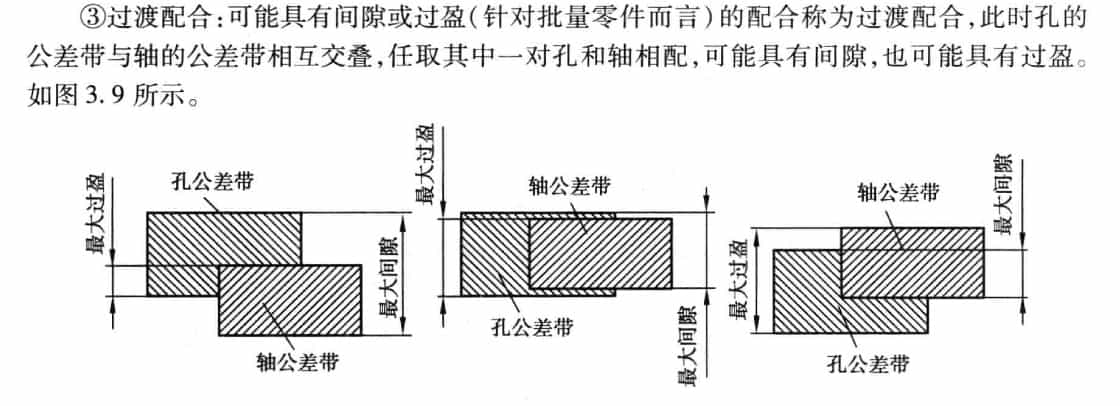 ③过渡配合:可能具有间隙或过盈(针对批量零件而言)的配合称为过渡配合,此时孔的
公差带与轴的公差带相互交叠,任取其中一对孔和轴相配,可能具有间隙,也可能具有过盈。
如图3.9所示。
最大过盈
孔公差带
最大间隙
轴公差带
最大过盈
轴公差带
孔公差带
最大间隙
最大过盈
轴公差带
最大间隙
孔公差带